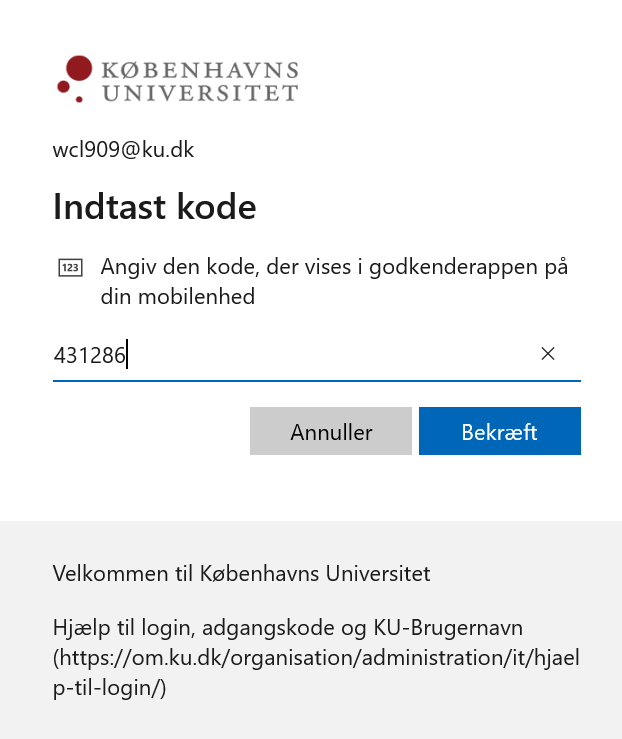 KØBENHAVNS
UNIVERSITET
wcl909@ku.dk
Indtast kode
123
Angiv den kode, der vises i godkenderappen på
din mobilenhed
431286
Annuller
Bekræft
Velkommen til Københavns Universitet
Hjælp til login, adgangskode og KU-Brugernavn
(https://om.ku.dk/organisation/administration/it/hjael
p-til-login/)